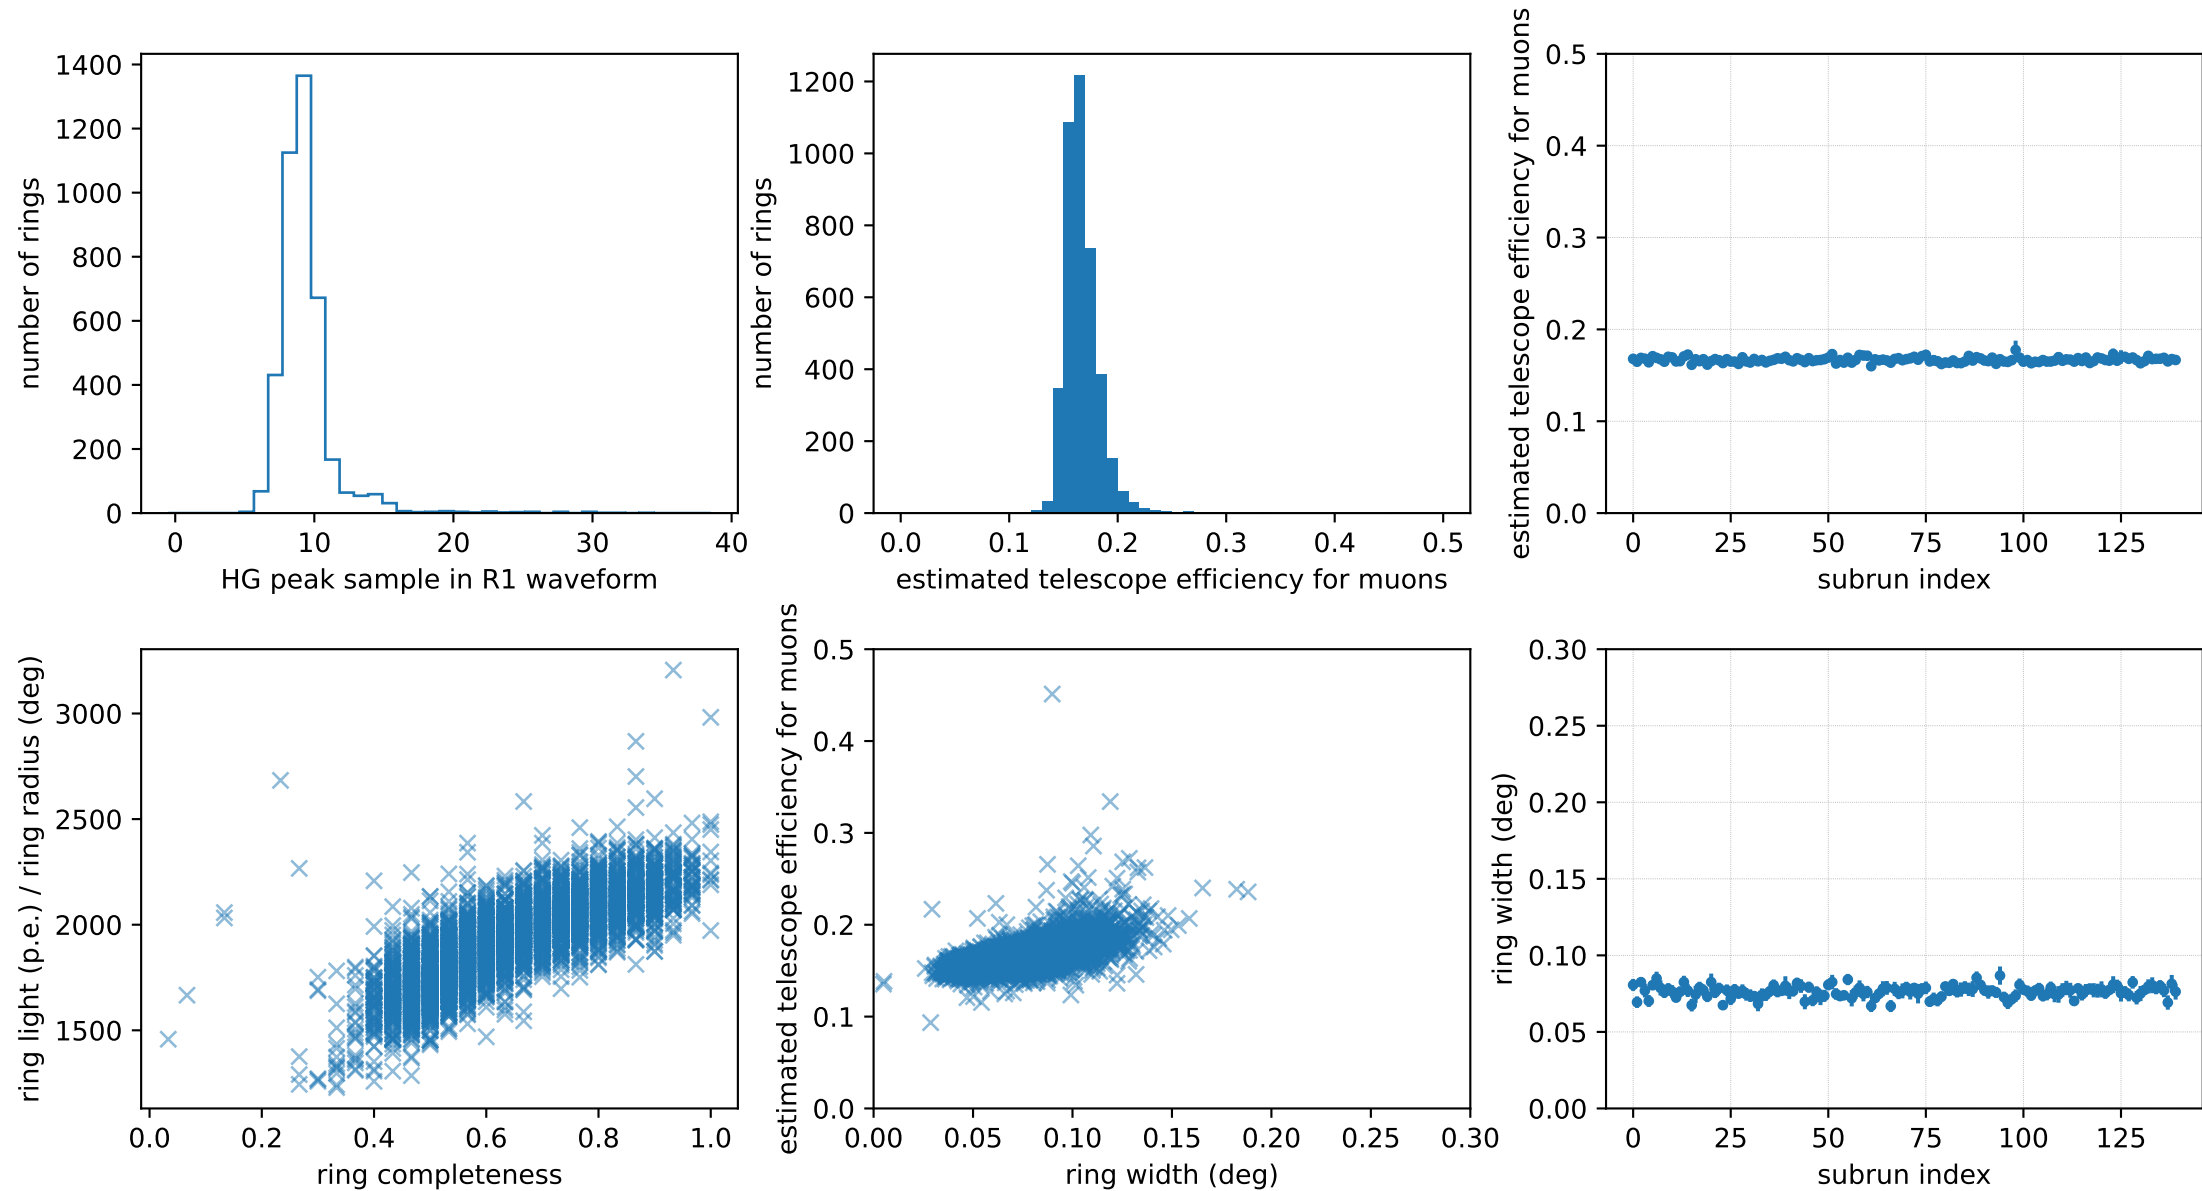 number of rings
1400
1200
1000
800
600
400
200
0
0 10 20 30 40
HG peak sample in R1 waveform
number of rings
1200
1000
800
600
400
200
0
0.0 0.1 0.2 0.3 0.4 0.5
estimated telescope efficiency for muons
estimated telescope efficiency for muons
0.5
0.4
0.3
0.2
0.1
0.0
0 25 50 75 100 125
subrun index
ring light (p.e.) / ring radius (deg)
3000
2500
2000
1500
0.0 0.2 0.4 0.6 0.8 1.0
ring completeness
estimated telescope efficiency for muons
0.5
0.4
0.3
0.2
0.1
0.0
0.00 0.05 0.10 0.15 0.20 0.25 0.30
ring width (deg)
ring width (deg)
0.30
0.25
0.20
0.15
0.10
0.05
0.00
0 25 50 75 100 125
subrun index